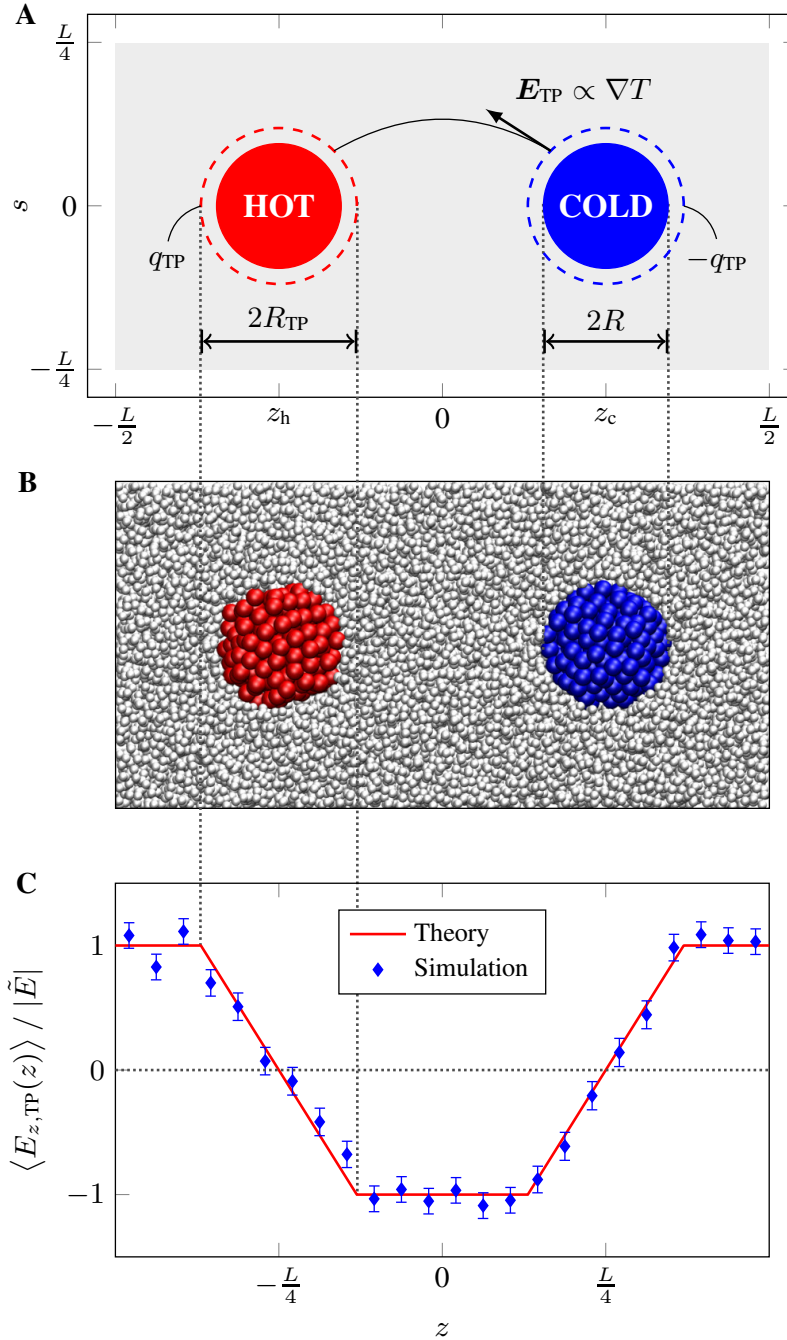 A
L/4
𝑬_TP ∝ ∇T
s
0
HOT
COLD
q_TP
−q_TP
2R_TP
2R
−L/4
−L/2
z_h
0
z_c
L/2
B
C
⟨E_{z,TP}(z)⟩ / |Ẽ|
1
Theory
Simulation
0
−1
−L/4
0
L/4
z